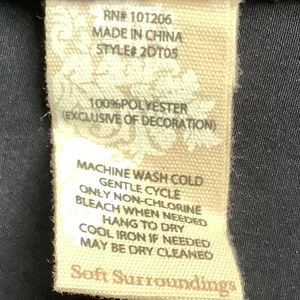 RN# 101206
MADE IN CHINA
STYLE# 2DT05
100%POLYESTER
(EXCLUSIVE OF DECORATION)
MACHINE WASH COLD
GENTLE CYCLE
ONLY NON-CHLORINE
BLEACH WHEN NEEDED
HANG TO DRY
COOL IRON IF NEEDED
MAY BE DRY CLEANED
Soft Surroundings